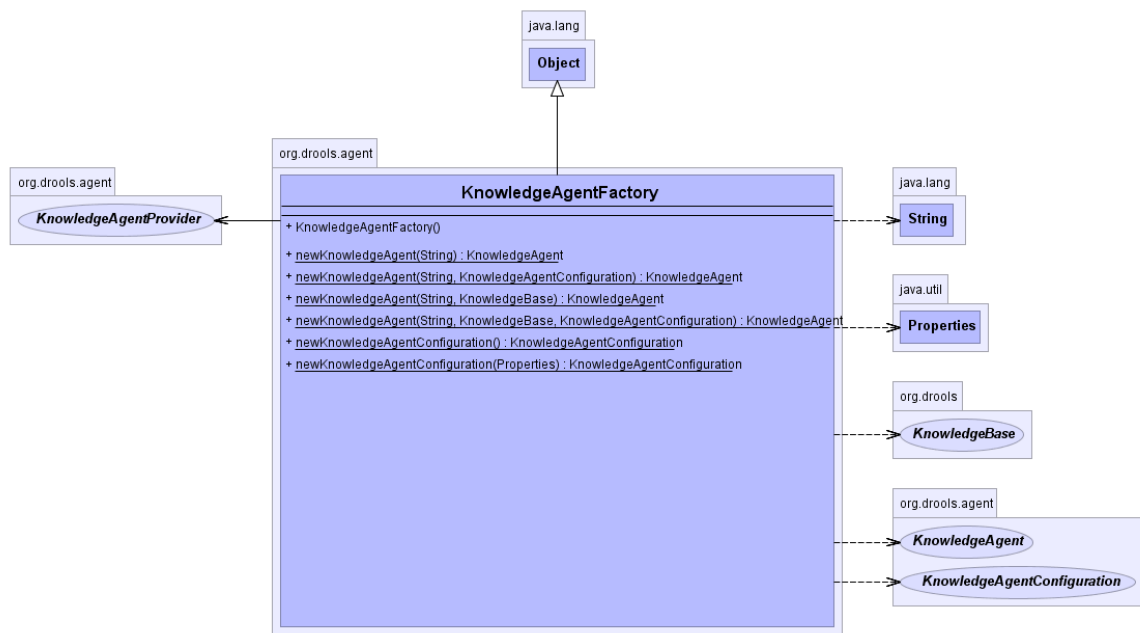 java.lang
Object
org.drools.agent
KnowledgeAgentProvider
org.drools.agent
KnowledgeAgentFactory
+ KnowledgeAgentFactory()
+ newKnowledgeAgent(String) : KnowledgeAgent
+ newKnowledgeAgent(String, KnowledgeAgentConfiguration) : KnowledgeAgent
+ newKnowledgeAgent(String, KnowledgeBase) : KnowledgeAgent
+ newKnowledgeAgent(String, KnowledgeBase, KnowledgeAgentConfiguration) : KnowledgeAgent
+ newKnowledgeAgentConfiguration() : KnowledgeAgentConfiguration
+ newKnowledgeAgentConfiguration(Properties) : KnowledgeAgentConfiguration
java.lang
String
java.util
Properties
org.drools
KnowledgeBase
org.drools.agent
KnowledgeAgent
KnowledgeAgentConfiguration